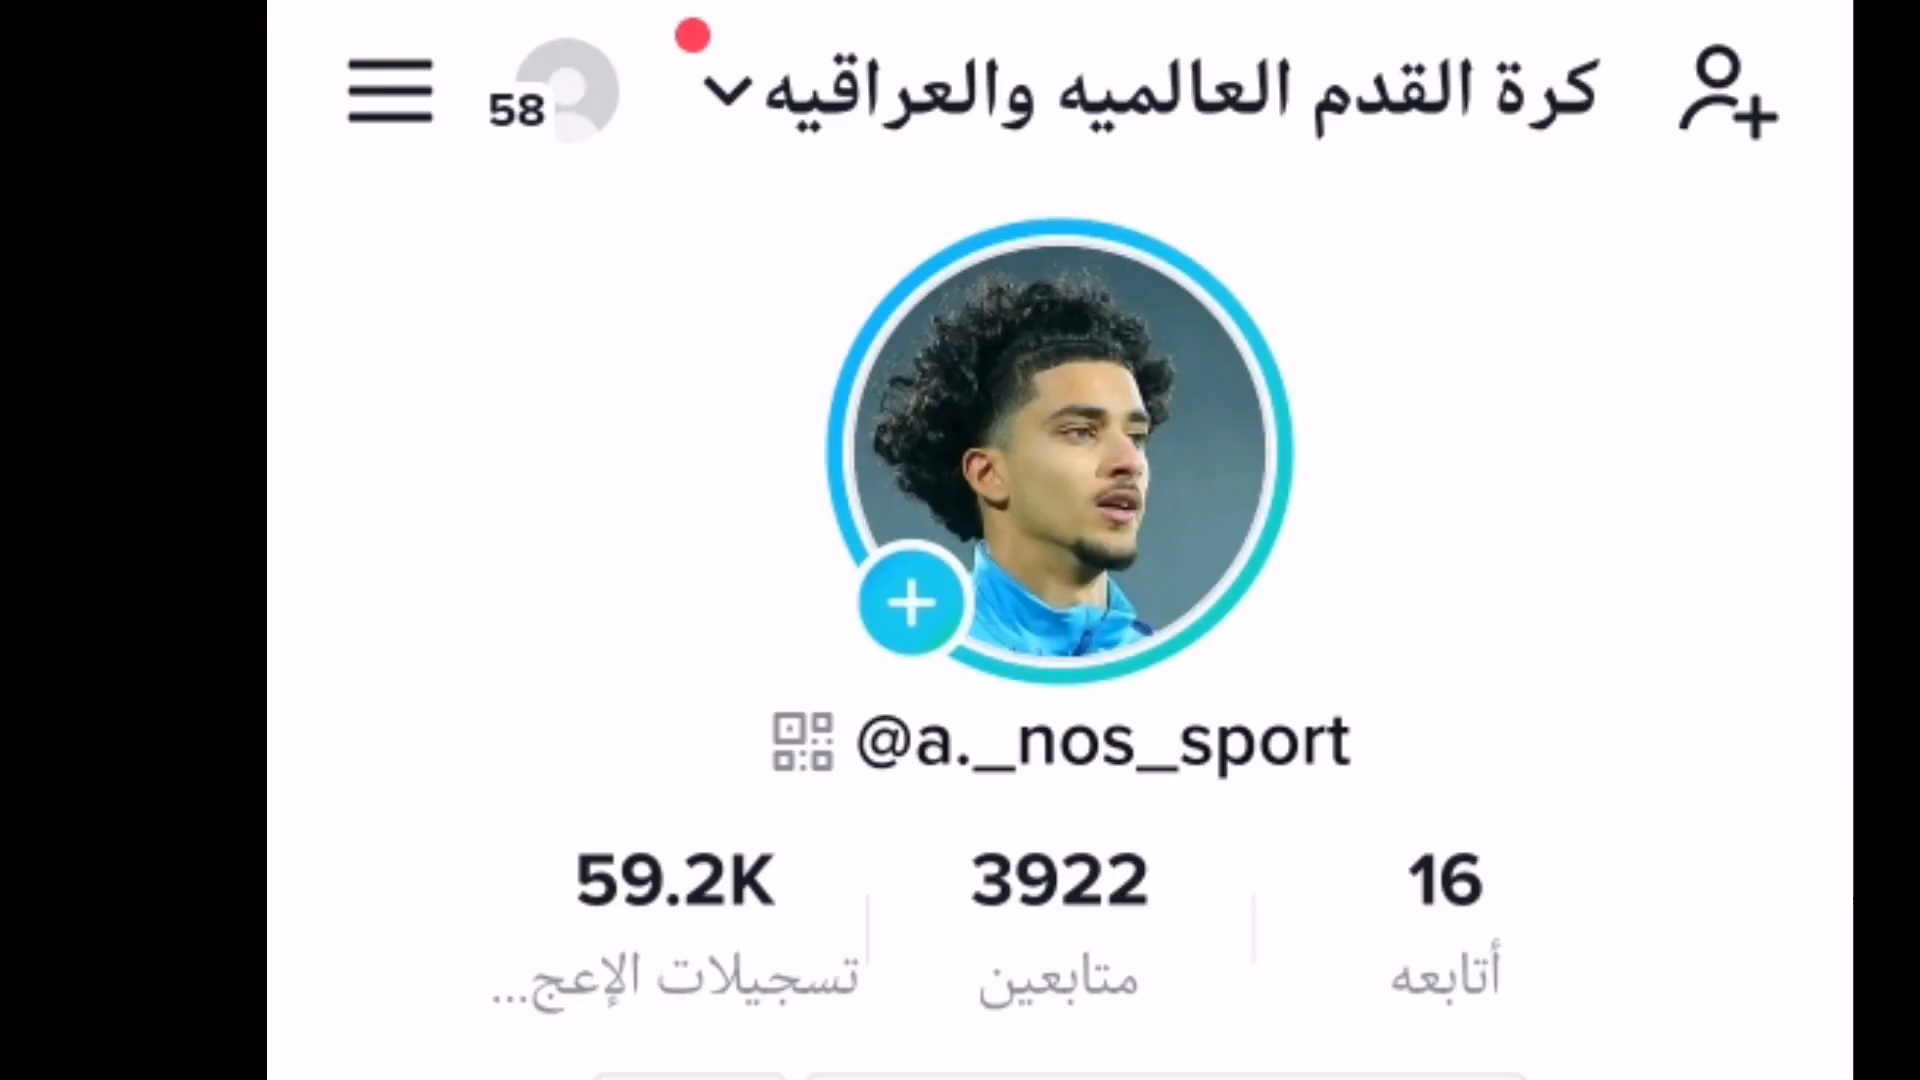 كرة القدم العالميه والعراقيه
58
@a._nos_sport
16
3922
59.2K
أتابعه
متابعين
تسجيلات الإعج...